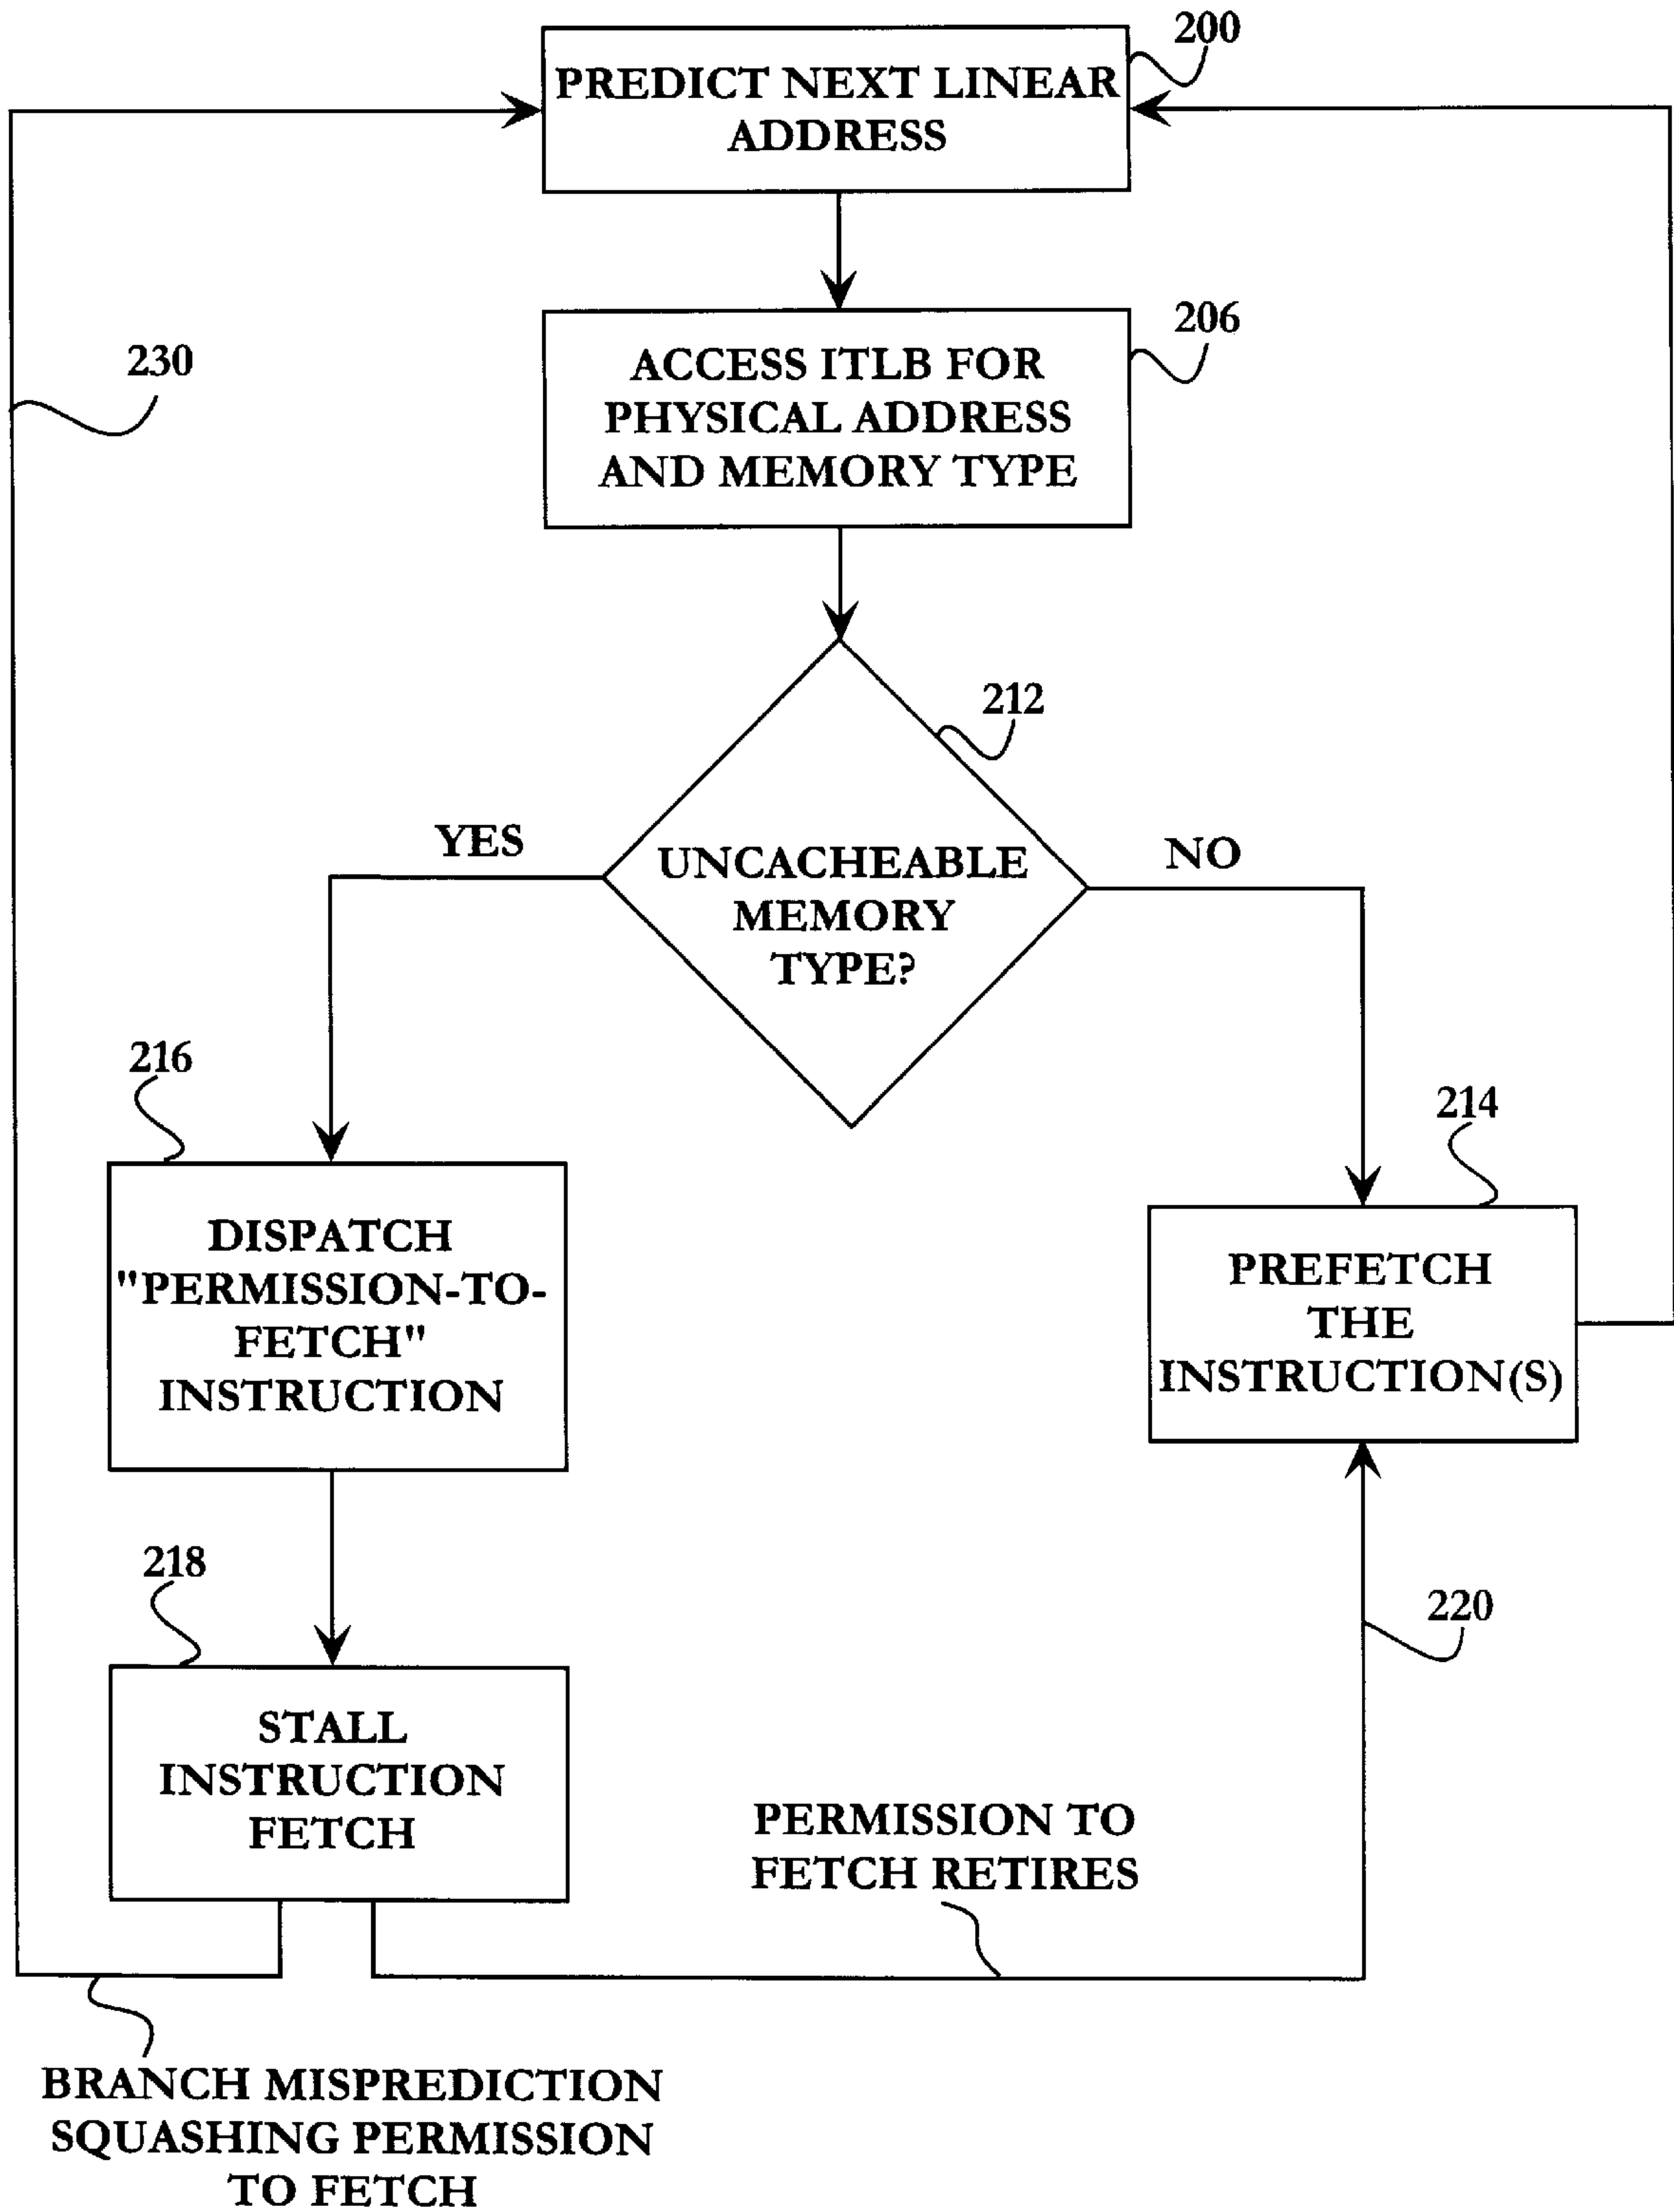 200
PREDICT NEXT LINEAR
ADDRESS
206
ACCESS ITLB FOR
PHYSICAL ADDRESS
AND MEMORY TYPE
230
212
YES
NO
UNCACHEABLE
MEMORY
TYPE?
216
214
DISPATCH
"PERMISSION-TO-
FETCH"
INSTRUCTION
PREFETCH
THE
INSTRUCTION(S)
218
220
STALL
INSTRUCTION
FETCH
PERMISSION TO
FETCH RETIRES
BRANCH MISPREDICTION
SQUASHING PERMISSION
TO FETCH